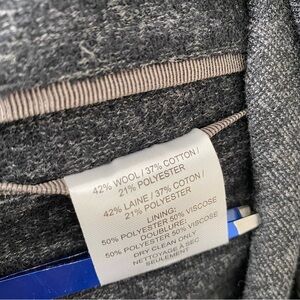 42% WOOL / 37% COTTON /
21% POLYESTER
42% LAINE / 37% COTON /
21% POLYESTER
LINING:
50% POLYESTER 50% VISCOSE
DOUBLURE:
50% POLYESTER 50% VISCOSE
DRY CLEAN ONLY
NETTOYAGE A SEC
SEULEMENT